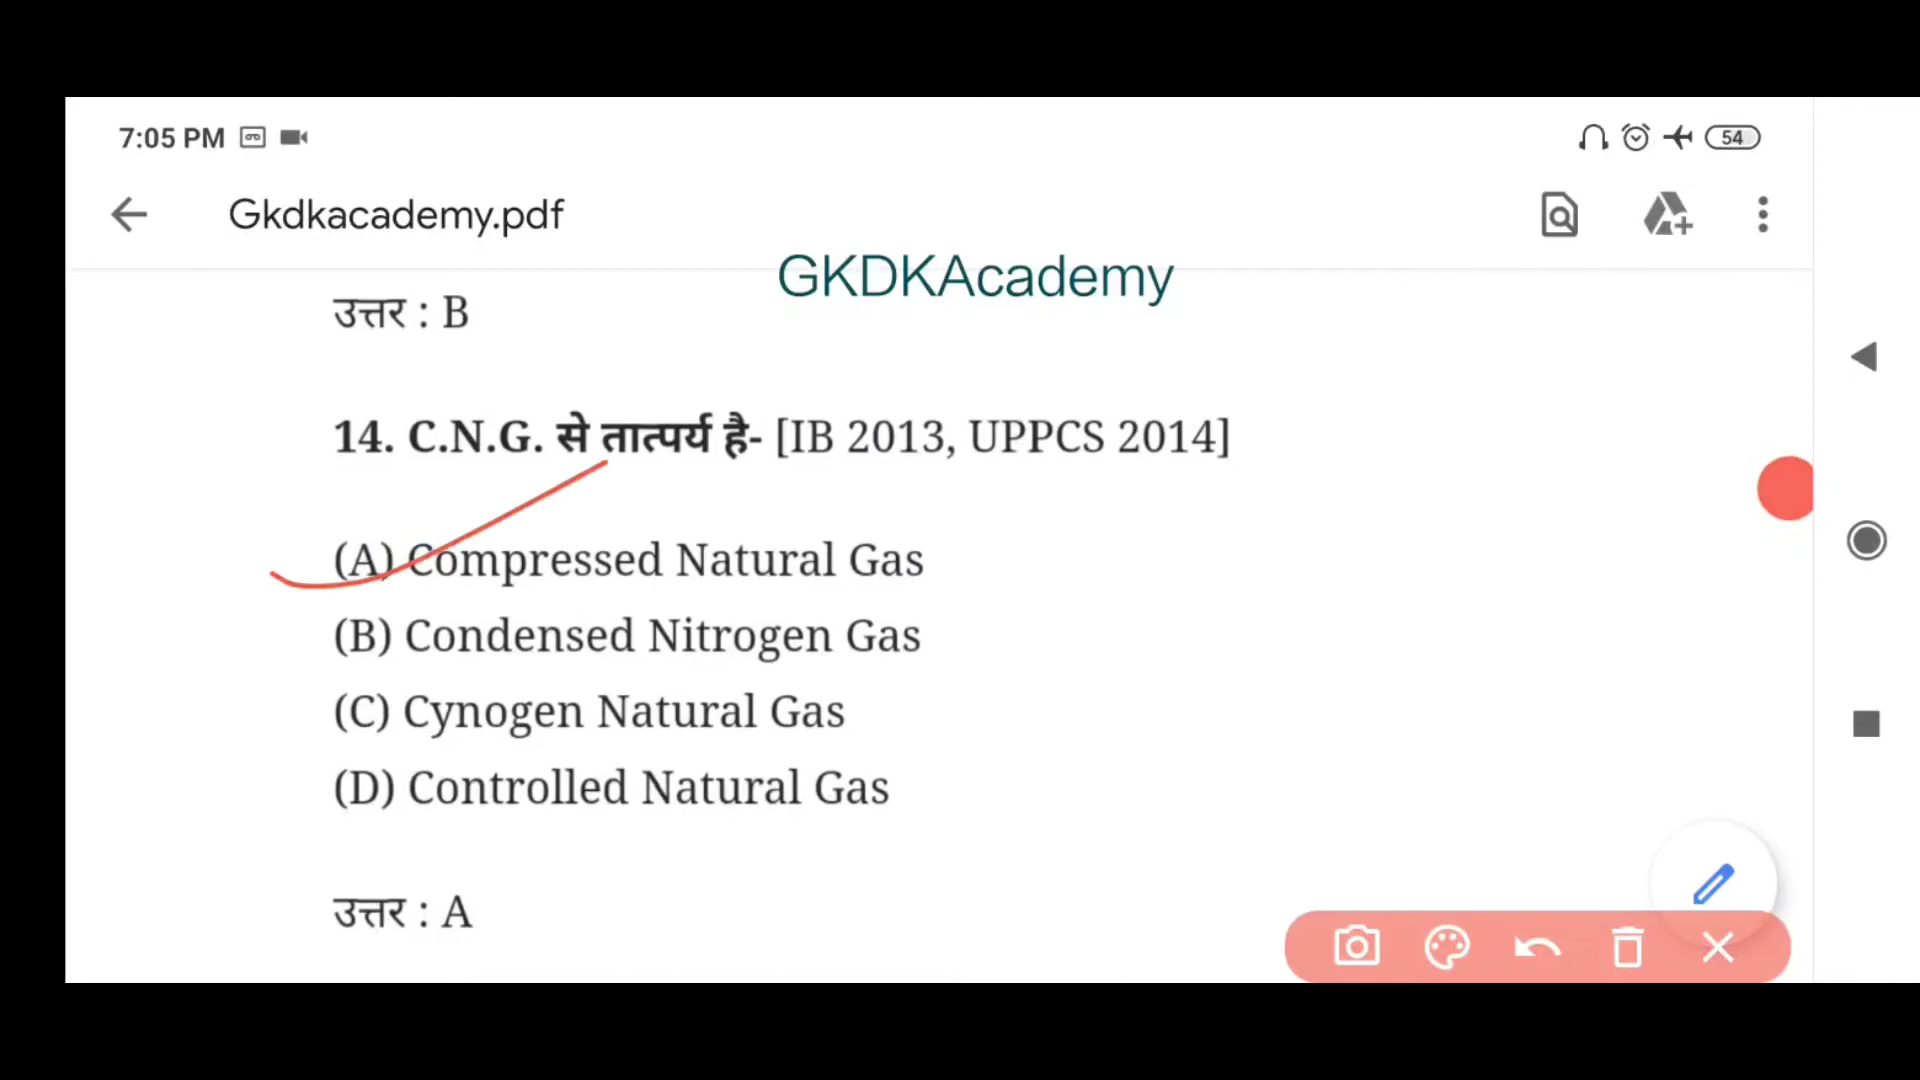 7:05 PM
54
Gkdkacademy.pdf
GKDKAcademy
उत्तर : B
14. C.N.G. से तात्पर्य है- [IB 2013, UPPCS 2014]
(A) Compressed Natural Gas
(B) Condensed Nitrogen Gas
(C) Cynogen Natural Gas
(D) Controlled Natural Gas
उत्तर : A